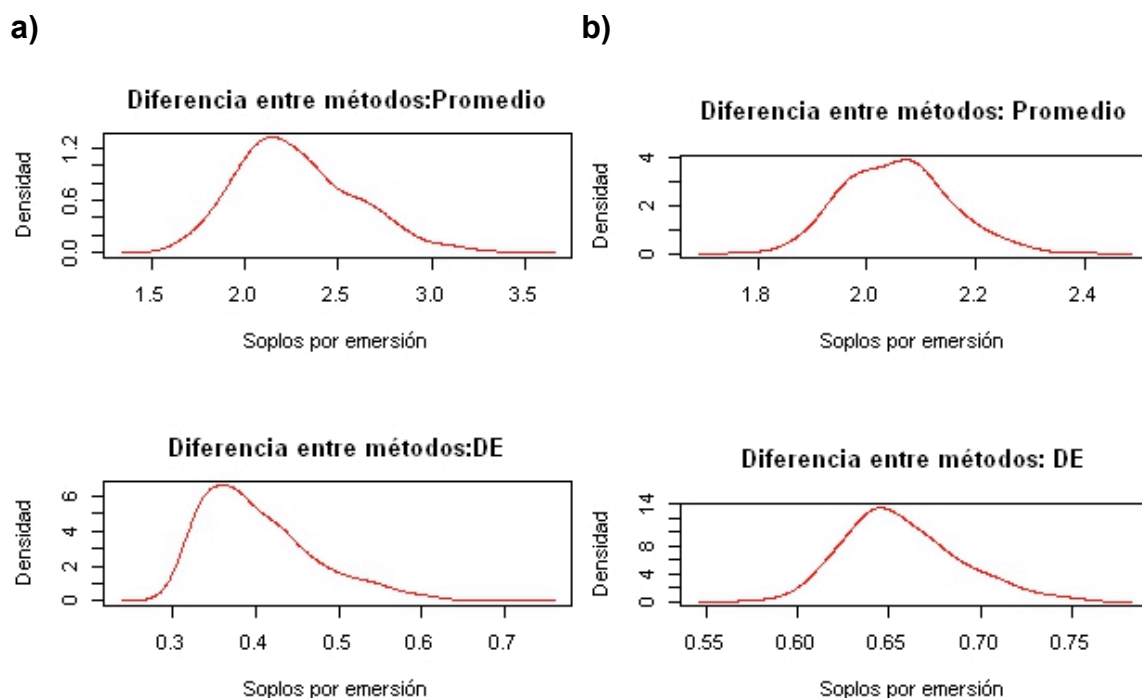 a)
b)
Diferencia entre métodos:Promedio
Densidad
0.0 0.6 1.2
1.5 2.0 2.5 3.0 3.5
Soplos por emersión
Diferencia entre métodos: Promedio
Densidad
0 2 4
1.8 2.0 2.2 2.4
Soplos por emersión
Diferencia entre métodos:DE
Densidad
0 2 4 6
0.3 0.4 0.5 0.6 0.7
Soplos por emersión
Diferencia entre métodos: DE
Densidad
0 4 8 14
0.55 0.60 0.65 0.70 0.75
Soplos por emersión